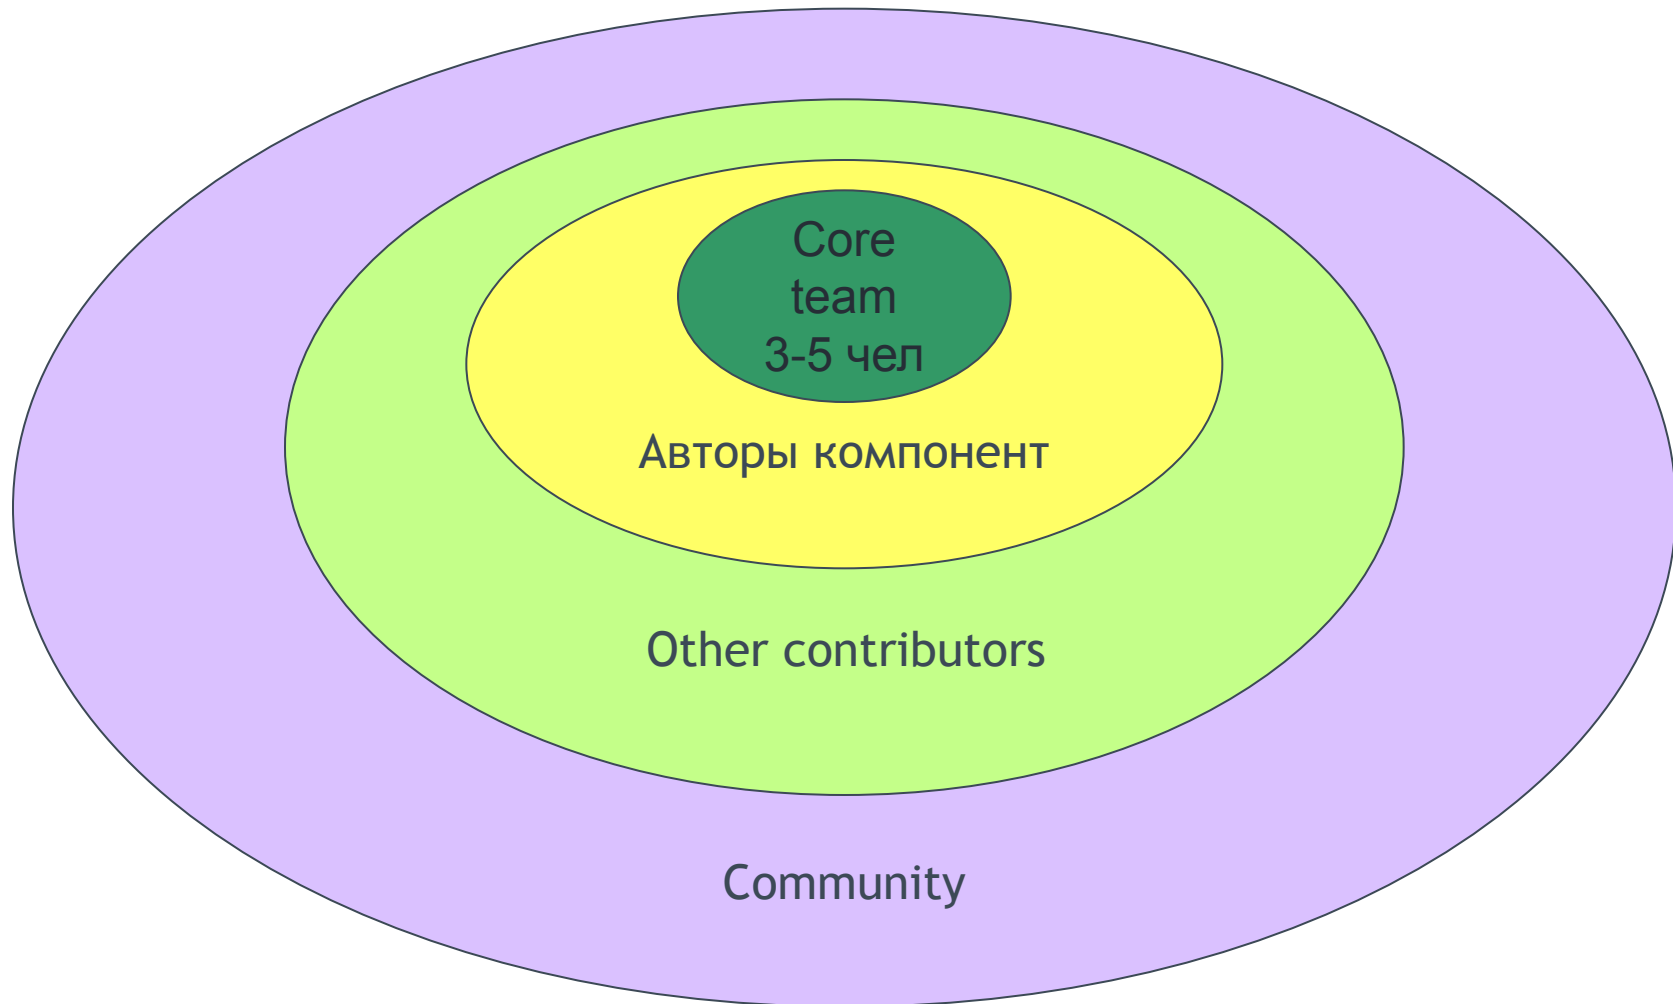 Core
team
3-5 чел
Авторы компонент
Other contributors
Community